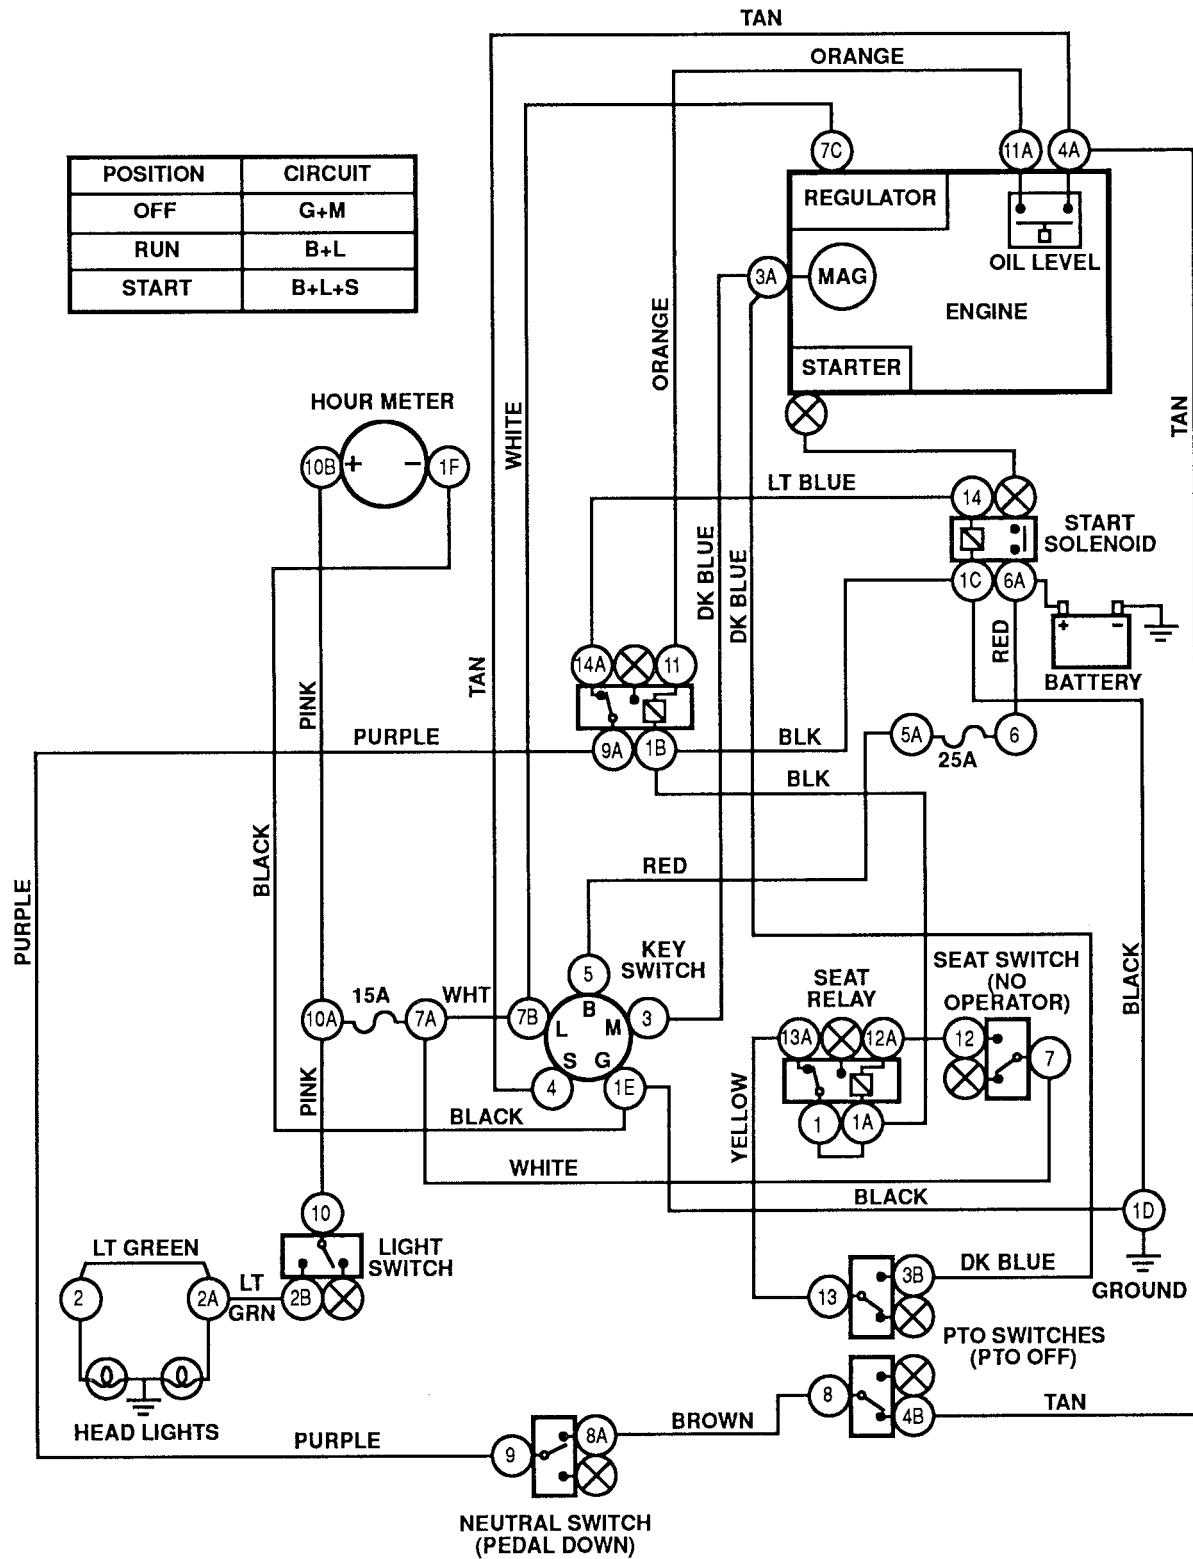 TAN
ORANGE
7C
11A
4A
POSITION CIRCUIT
OFF G+M
RUN B+L
START B+L+S
REGULATOR
OIL LEVEL
3A
MAG
ENGINE
STARTER
ORANGE
WHITE
TAN
HOUR METER
10B
+
−
1F
LT BLUE
14
START
SOLENOID
1C
6A
DK BLUE
DK BLUE
RED
+
−
BATTERY
14A
11
TAN
PINK
9A
1B
PURPLE
BLK
5A
25A
6
BLK
BLACK
RED
PURPLE
KEY
SWITCH
5
B
L
M
S
G
3
4
1E
7B
WHT
7A
15A
10A
SEAT
RELAY
SEAT SWITCH
(NO
OPERATOR)
13A
12A
12
7
1
1A
BLACK
PINK
BLACK
YELLOW
WHITE
BLACK
1D
GROUND
10
LIGHT
SWITCH
LT GREEN
2
2A
LT
GRN
2B
HEAD LIGHTS
DK BLUE
3B
13
PTO SWITCHES
(PTO OFF)
8
4B
TAN
BROWN
PURPLE
9
8A
NEUTRAL SWITCH
(PEDAL DOWN)